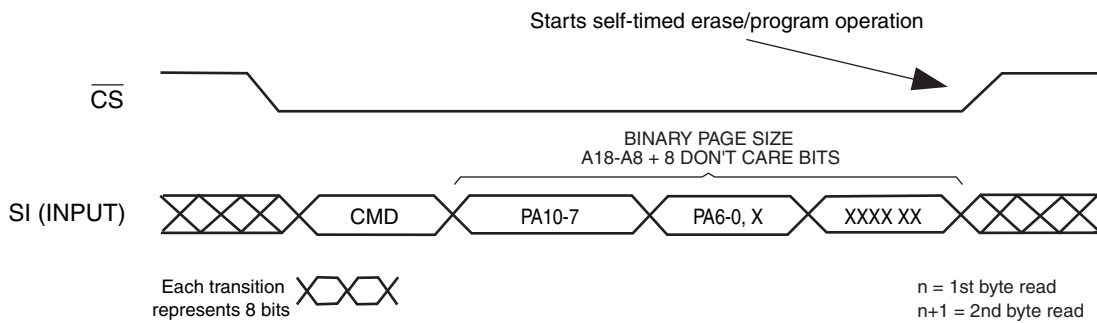 Starts self-timed erase/program operation
CS
BINARY PAGE SIZE
A18-A8 + 8 DON'T CARE BITS
SI (INPUT)
CMD
PA10-7
PA6-0, X
XXXX XX
Each transition
represents 8 bits
n = 1st byte read
n+1 = 2nd byte read